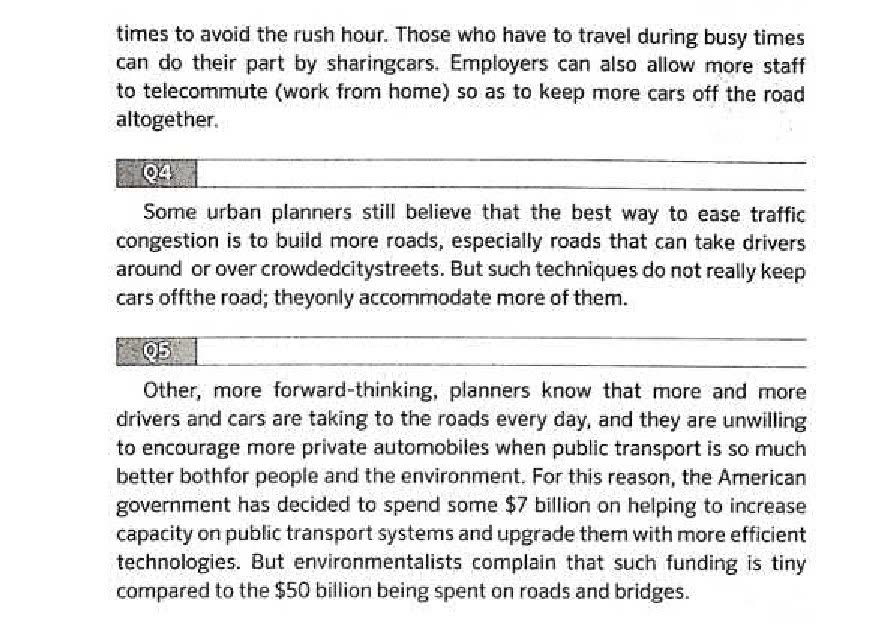 times to avoid the rush hour. Those who have to travel during busy times
can do their part by sharingcars. Employers can also allow more staff
to telecommute (work from home) so as to keep more cars off the road
altogether.
Q4
Some urban planners still believe that the best way to ease traffic
congestion is to build more roads, especially roads that can take drivers
around or over crowdedcitystreets. But such techniques do not really keep
cars offthe road; theyonly accommodate more of them.
Q5
Other, more forward-thinking, planners know that more and more
drivers and cars are taking to the roads every day, and they are unwilling
to encourage more private automobiles when public transport is so much
better bothfor people and the environment. For this reason, the American
government has decided to spend some $7 billion on helping to increase
capacity on public transport systems and upgrade them with more efficient
technologies. But environmentalists complain that such funding is tiny
compared to the $50 billion being spent on roads and bridges.